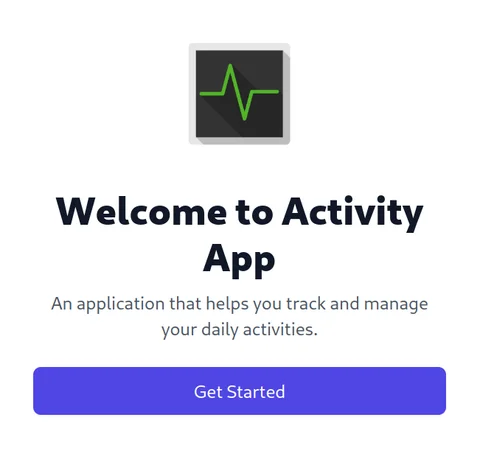 Welcome to Activity
App
An application that helps you track and manage
your daily activities.
Get Started